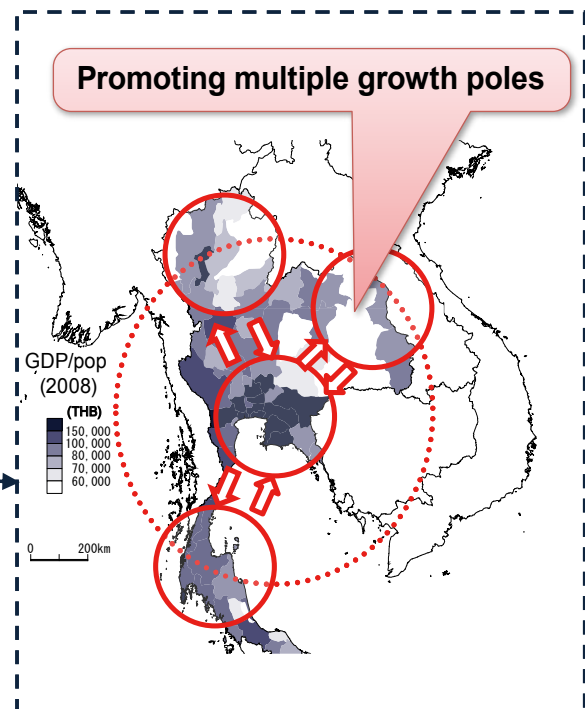 Promoting multiple growth poles
GDP/pop
(2008)
(THB)
150, 000
100, 000
80, 000
70, 000
60, 000
0 200km